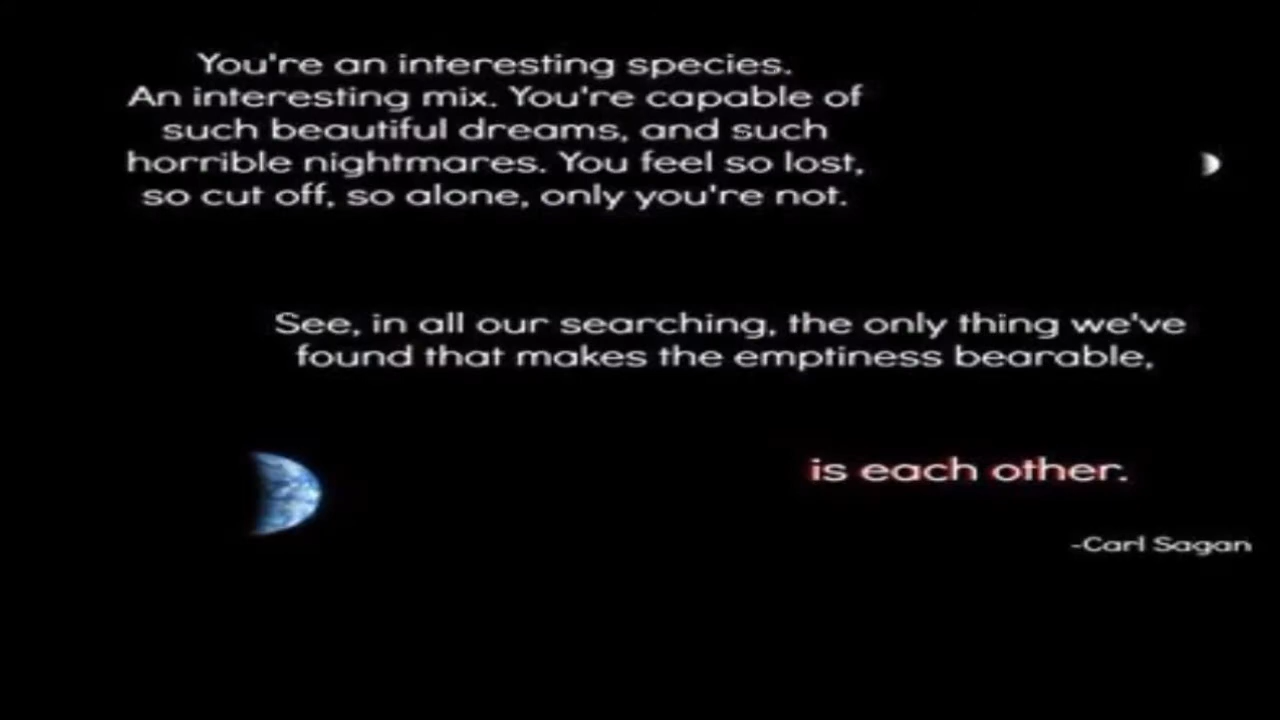 You're an interesting species.
An interesting mix. You're capable of
such beautiful dreams, and such
horrible nightmares. You feel so lost,
so cut off, so alone, only you're not.
See, in all our searching, the only thing we've
found that makes the emptiness bearable,
is each other.
-Carl Sagan